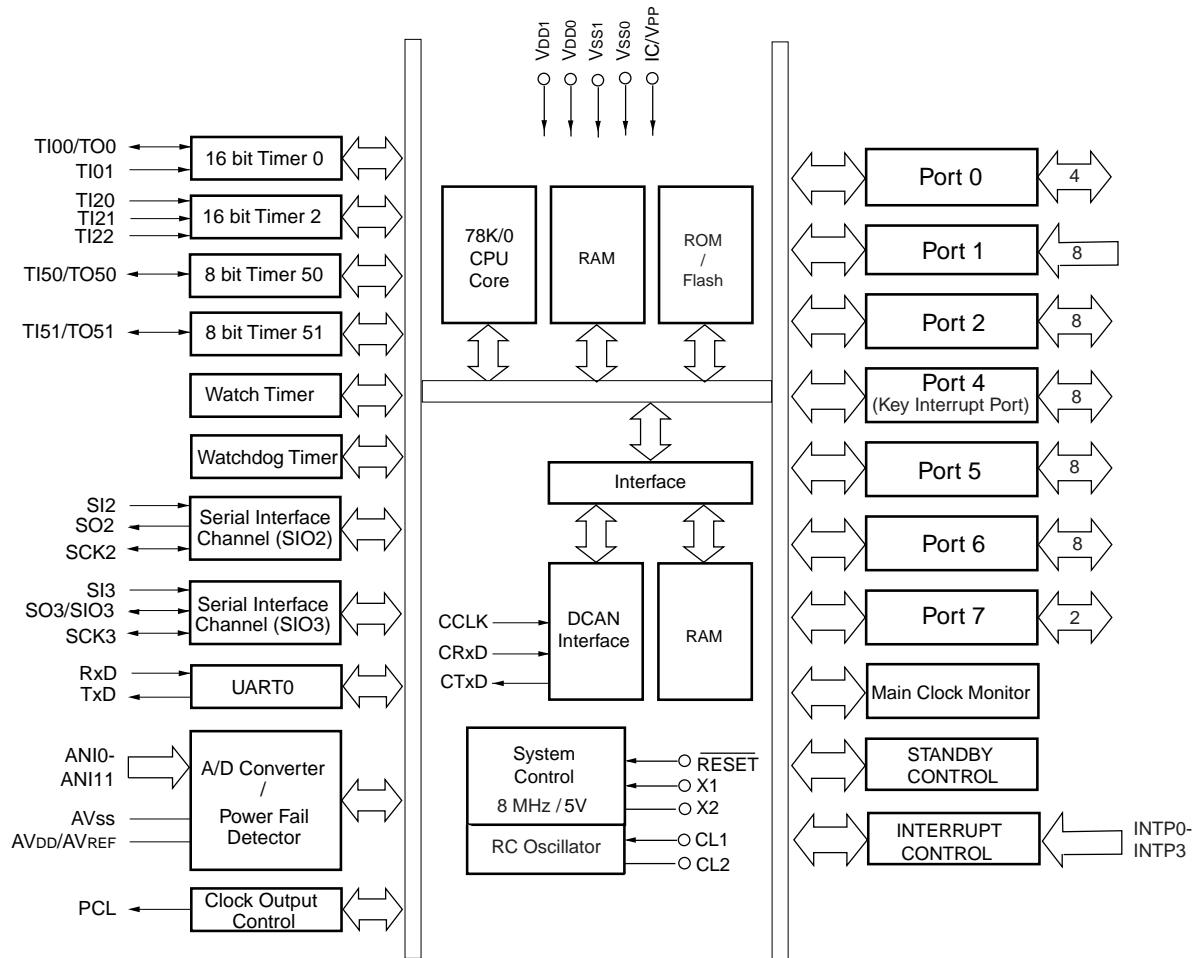 VDD1
VDD0
VSS1
VSS0
IC/VPP
TI00/TO0
TI01
16 bit Timer 0
TI20
TI21
TI22
16 bit Timer 2
TI50/TO50
8 bit Timer 50
TI51/TO51
8 bit Timer 51
Watch Timer
Watchdog Timer
SI2
SO2
SCK2
Serial Interface
Channel (SIO2)
SI3
SO3/SIO3
SCK3
Serial Interface
Channel (SIO3)
RxD
TxD
UART0
ANI0-
ANI11
AVss
AVDD/AVREF
A/D Converter
/
Power Fail
Detector
PCL
Clock Output
Control
78K/0
CPU
Core
RAM
ROM
/
Flash
Interface
CCLK
CRxD
CTxD
DCAN
Interface
RAM
System
Control
8 MHz / 5V
RC Oscillator
RESET
X1
X2
CL1
CL2
Port 0
4
Port 1
8
Port 2
8
Port 4
(Key Interrupt Port)
8
Port 5
8
Port 6
8
Port 7
2
Main Clock Monitor
STANDBY
CONTROL
INTERRUPT
CONTROL
INTP0-
INTP3